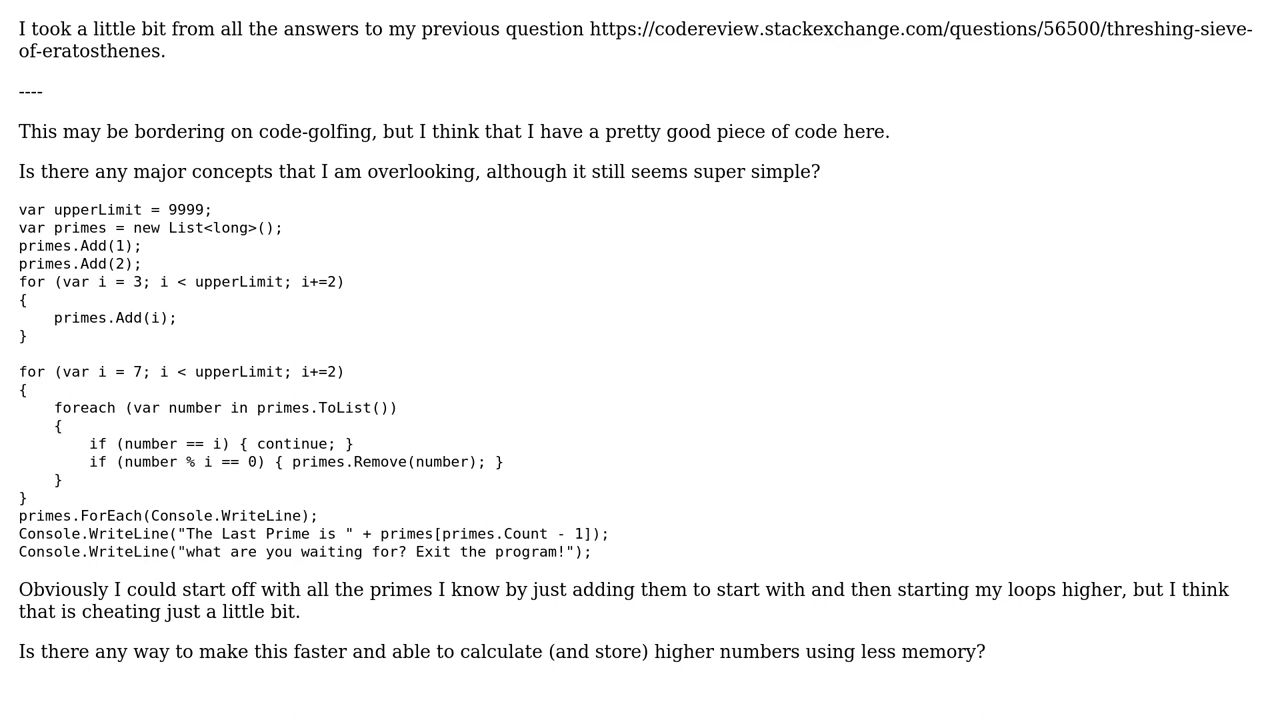 I took a little bit from all the answers to my previous question https://codereview.stackexchange.com/questions/56500/threshing-sieve-
of-eratosthenes.
----
This may be bordering on code-golfing, but I think that I have a pretty good piece of code here.
Is there any major concepts that I am overlooking, although it still seems super simple?
var upperLimit = 9999;
var primes = new List<long>();
primes.Add(1);
primes.Add(2);
for (var i = 3; i < upperLimit; i+=2)
{
    primes.Add(i);
}
for (var i = 7; i < upperLimit; i+=2)
{
    foreach (var number in primes.ToList())
    {
        if (number == i) { continue; }
        if (number % i == 0) { primes.Remove(number); }
    }
}
primes.ForEach(Console.WriteLine);
Console.WriteLine("The Last Prime is " + primes[primes.Count - 1]);
Console.WriteLine("what are you waiting for? Exit the program!");
Obviously I could start off with all the primes I know by just adding them to start with and then starting my loops higher, but I think
that is cheating just a little bit.
Is there any way to make this faster and able to calculate (and store) higher numbers using less memory?